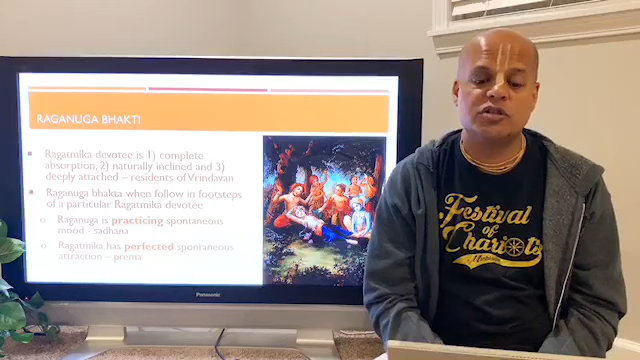 RAGANUGA BHAKTI
Ragatmika devotee is 1) complete
absorption, 2) naturally inclined and 3)
deeply attached – residents of Vrindavan
Raganuga bhakta when follow in footsteps
of a particular Ragatmika devotee
Raganuga is practicing spontaneous
mood - sadhana
Ragatmika has perfected spontaneous
attraction – prema
Panasonic
Festival
of
Chariots